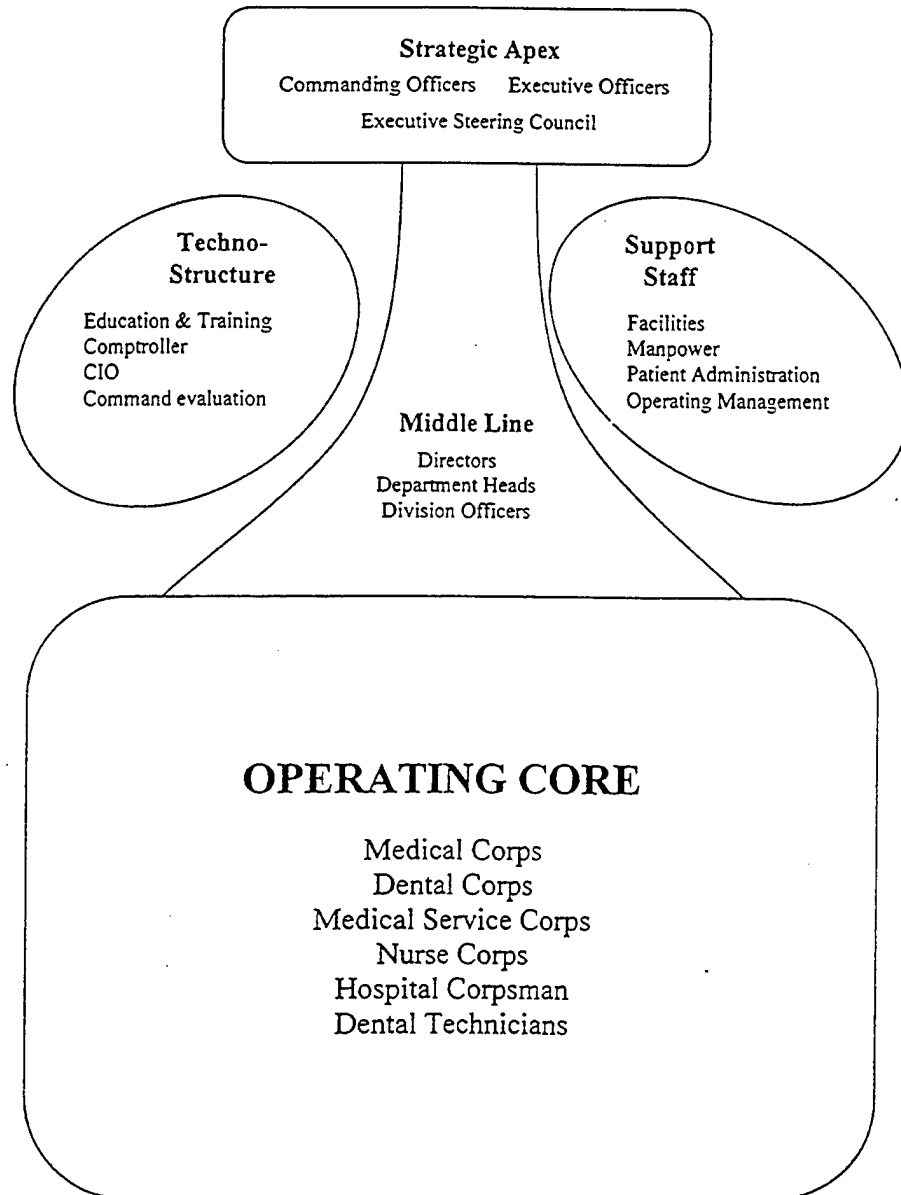 Strategic Apex
Commanding Officers Executive Officers
Executive Steering Council
Techno-
Structure
Education & Training
Comptroller
CIO
Command evaluation
Support
Staff
Facilities
Manpower
Patient Administration
Operating Management
Middle Line
Directors
Department Heads
Division Officers
OPERATING CORE
Medical Corps
Dental Corps
Medical Service Corps
Nurse Corps
Hospital Corpsman
Dental Technicians